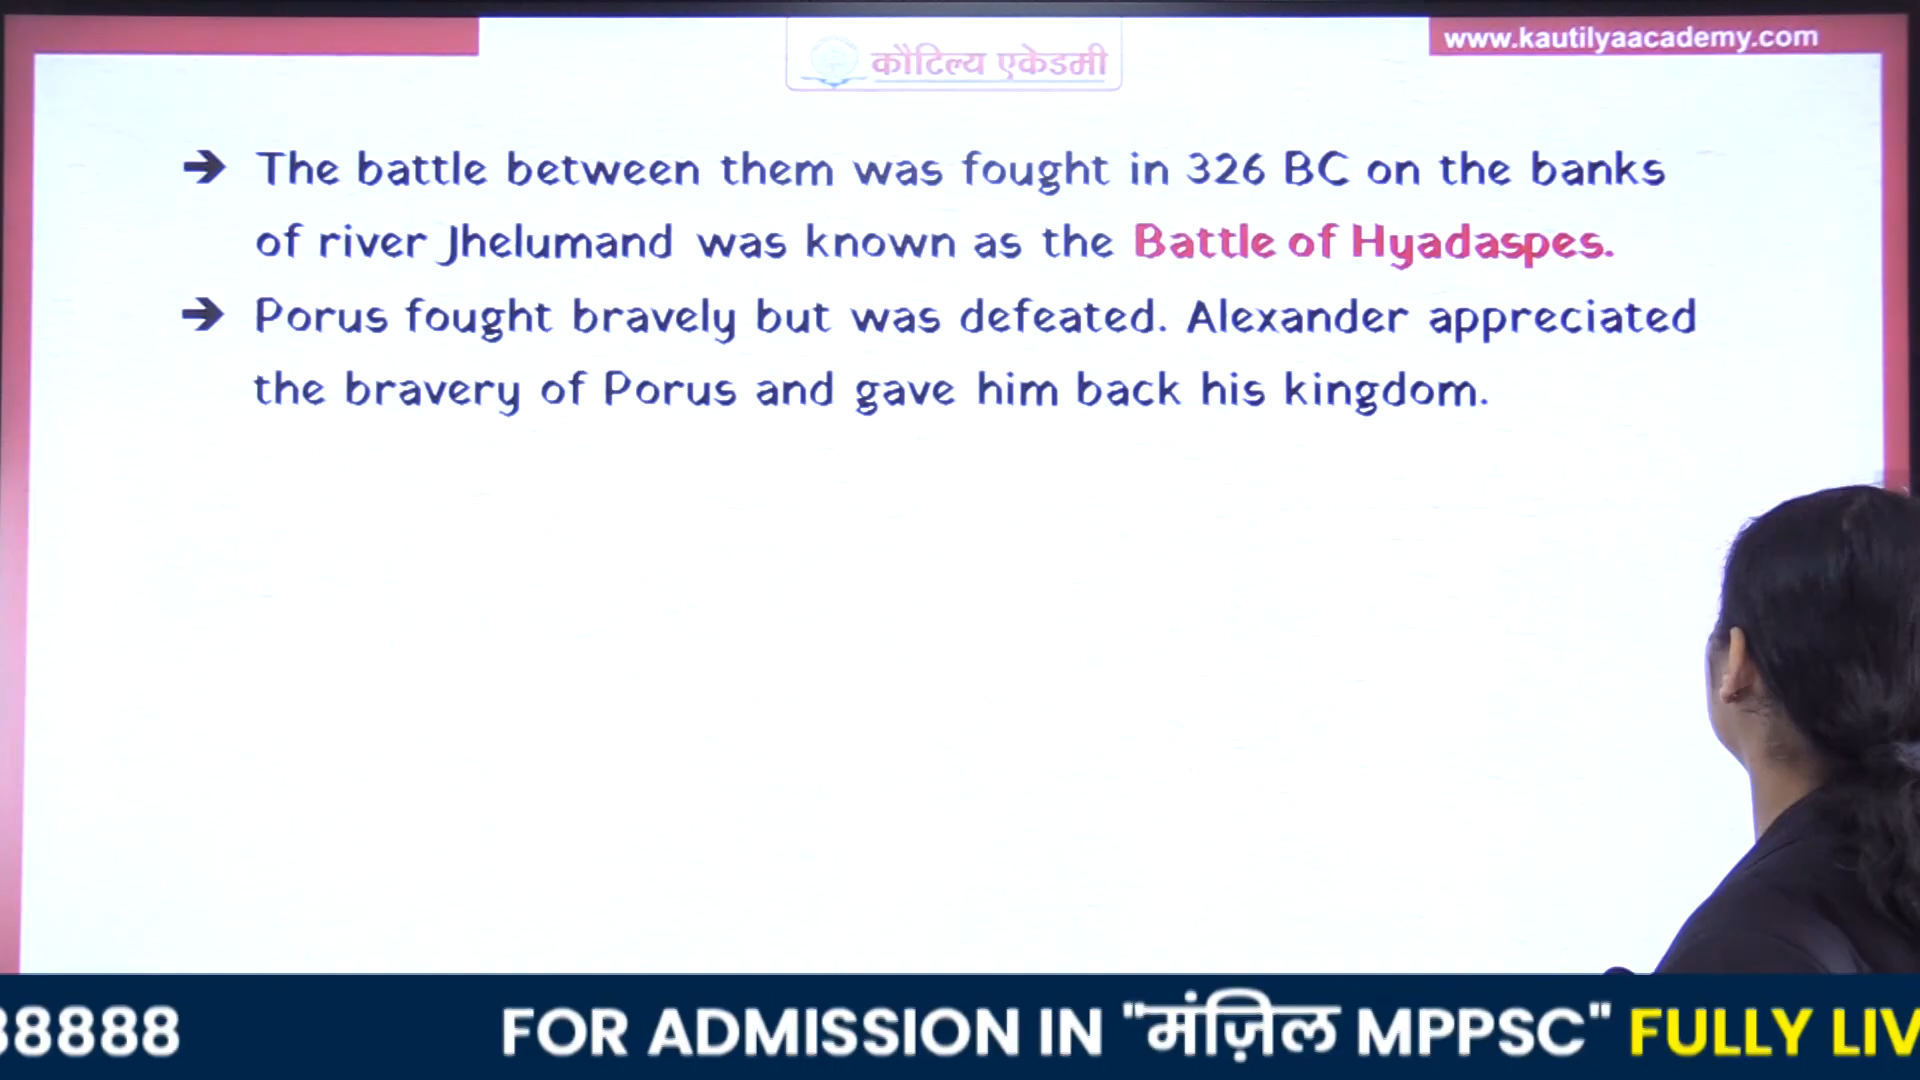 www.kautilyaacademy.com
कौटिल्य एकेडमी
→ The battle between them was fought in 326 BC on the banks
of river Jhelumand was known as the Battle of Hyadaspes.
→ Porus fought bravely but was defeated. Alexander appreciated
the bravery of Porus and gave him back his kingdom.
38888 FOR ADMISSION IN "मंज़िल MPPSC" FULLY LIV